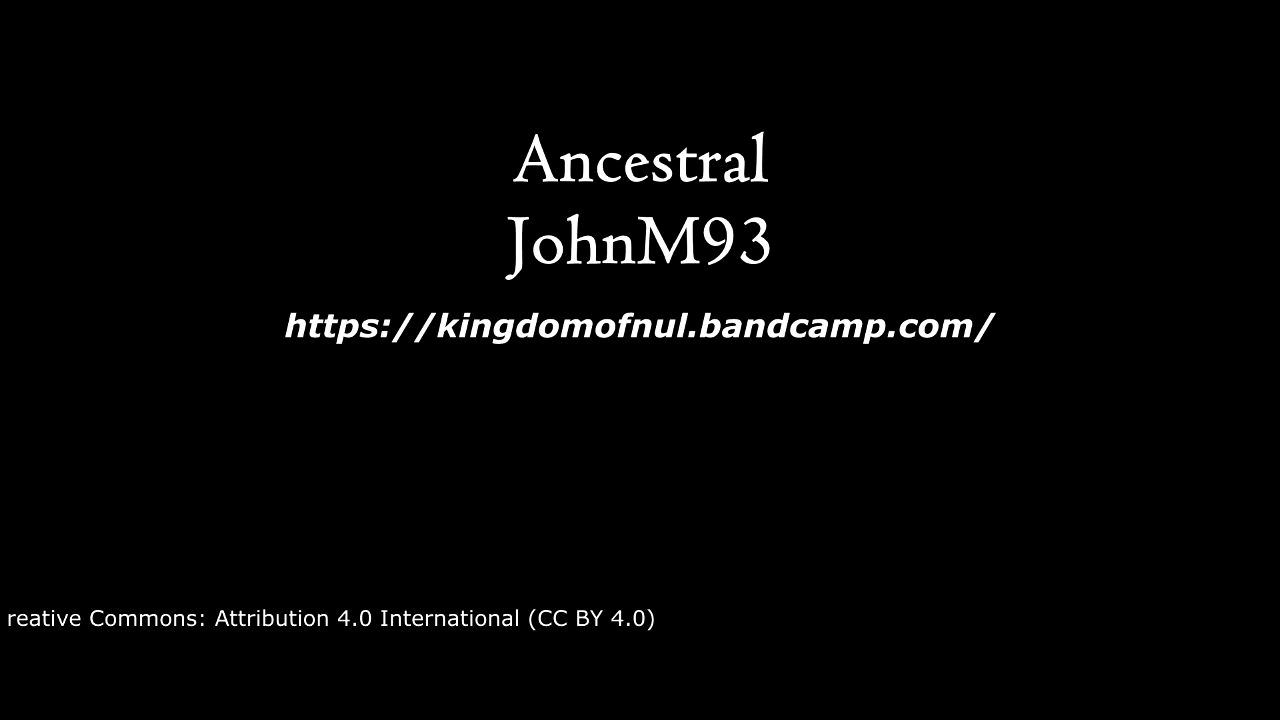 Ancestral
JohnM93
https://kingdomofnul.bandcamp.com/
reative Commons: Attribution 4.0 International (CC BY 4.0)